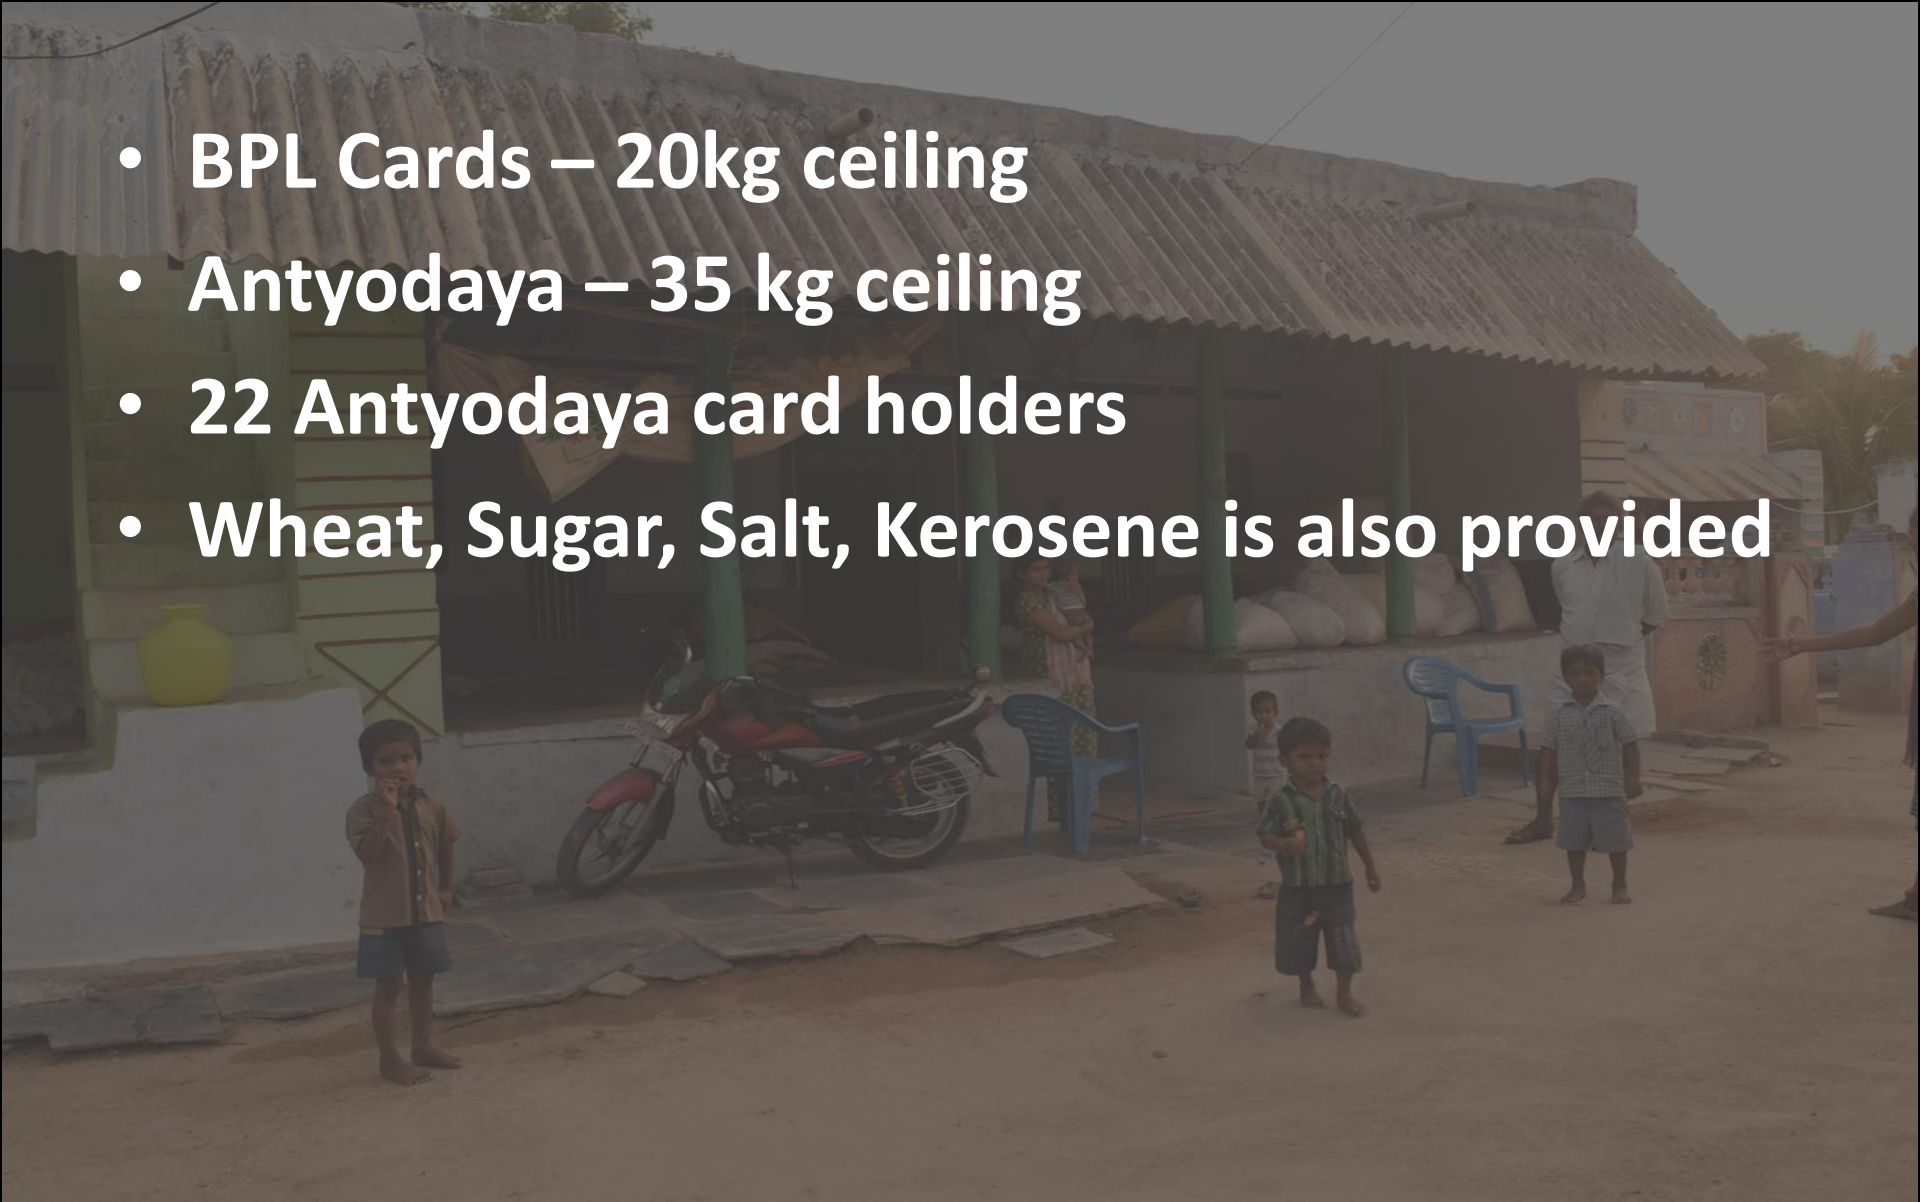 • BPL Cards – 20kg ceiling
• Antyodaya – 35 kg ceiling
• 22 Antyodaya card holders
• Wheat, Sugar, Salt, Kerosene is also provided